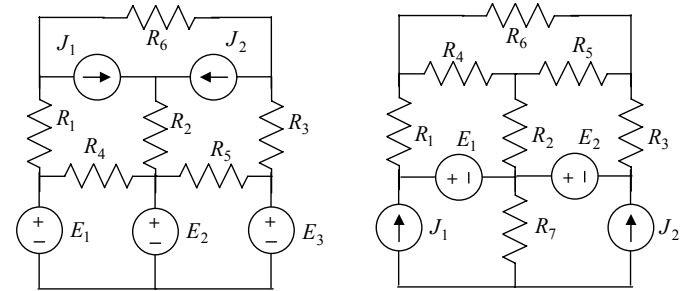 R6
J1 J2
R1 R2 R3
R4 R5
+ + +
− E1 − E2 − E3
R6
R4 R5
R1 E1 R2 E2 R3
+ − + −
J1 R7 J2